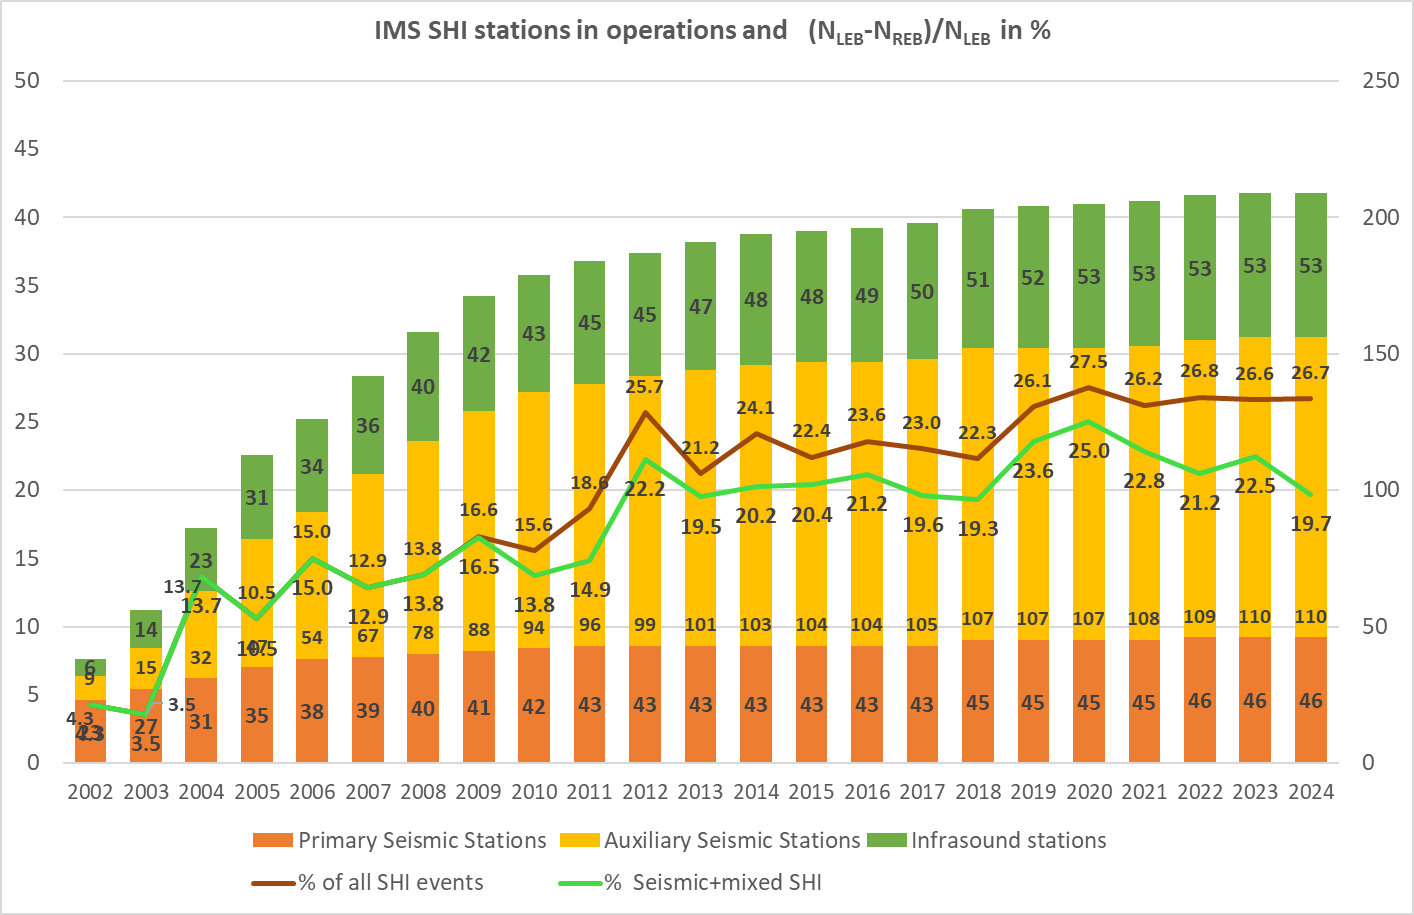 IMS SHI stations in operations and (NLEB-NREB)/NLEB in %
50 250
45
40 200
35
30 150
25
20 100
15
10 50
5
0 0
6 14 23 31 34 36 40 42 43 45 45 47 48 48 49 50 51 52 53 53 53 53 53
9 15 32 47 54 67 78 88 94 96 99 101 103 104 104 105 107 107 107 108 109 110 110
23 27 31 35 38 39 40 41 42 43 43 43 43 43 43 43 45 45 45 45 46 46 46
4.3 3.5 13.7 10.5 15.0 12.9 13.8 16.6 15.6 18.6 25.7 21.2 24.1 22.4 23.6 23.0 22.3 26.1 27.5 26.2 26.8 26.6 26.7
4.3 3.5 13.7 10.5 15.0 12.9 13.8 16.5 13.8 14.9 22.2 19.5 20.2 20.4 21.2 19.6 19.3 23.6 25.0 22.8 21.2 22.5 19.7
2002 2003 2004 2005 2006 2007 2008 2009 2010 2011 2012 2013 2014 2015 2016 2017 2018 2019 2020 2021 2022 2023 2024
Primary Seismic Stations Auxiliary Seismic Stations Infrasound stations
% of all SHI events % Seismic+mixed SHI